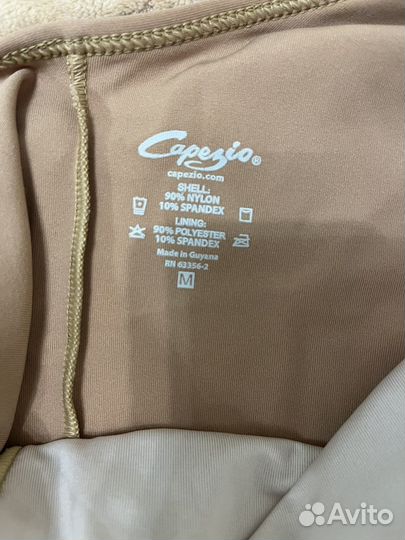 Capezio®
capezio.com
SHELL:
90% NYLON
10% SPANDEX
LINING:
90% POLYESTER
10% SPANDEX
Made in Guyana
RN 63356-2
M
Avito